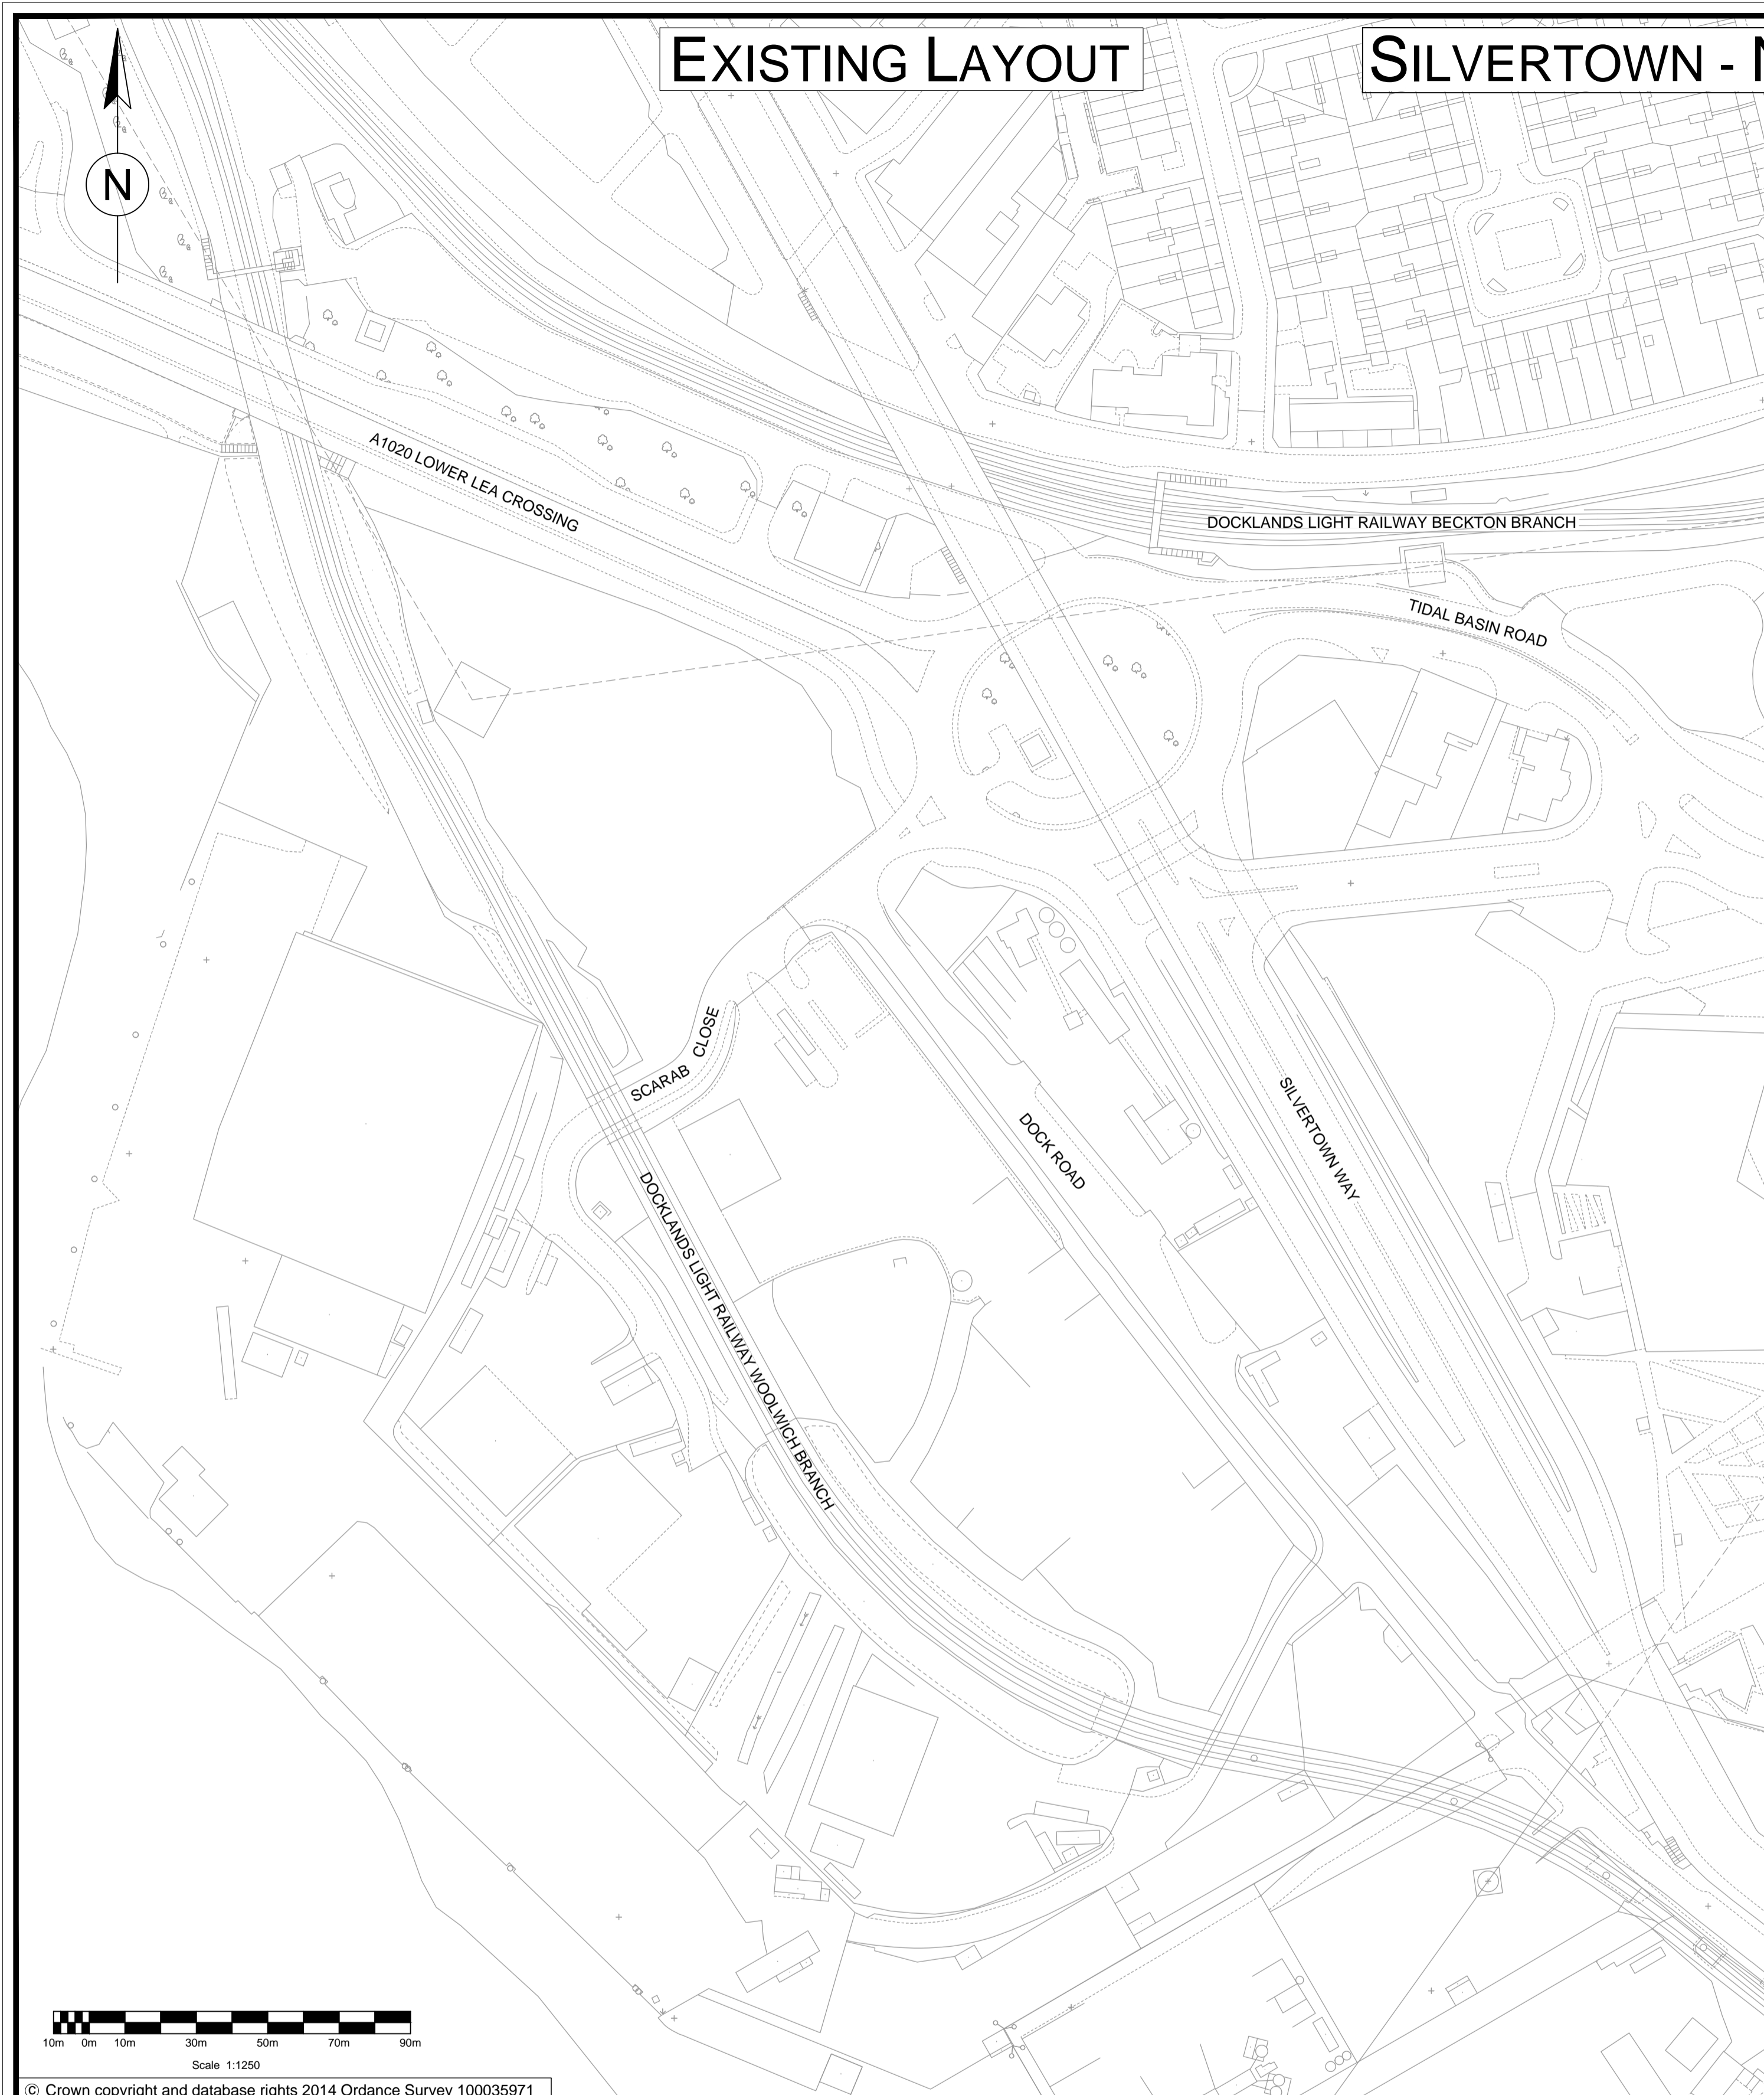 EXISTING LAYOUT
SILVERTOWN -
N
A1020 LOWER LEA CROSSING
DOCKLANDS LIGHT RAILWAY BECKTON BRANCH
TIDAL BASIN ROAD
SCARAB CLOSE
DOCK ROAD
SILVERTOWN WAY
DOCKLANDS LIGHT RAILWAY WOOLWICH BRANCH
10m 0m 10m 30m 50m 70m 90m
Scale 1:1250
© Crown copyright and database rights 2014 Ordance Survey 100035971